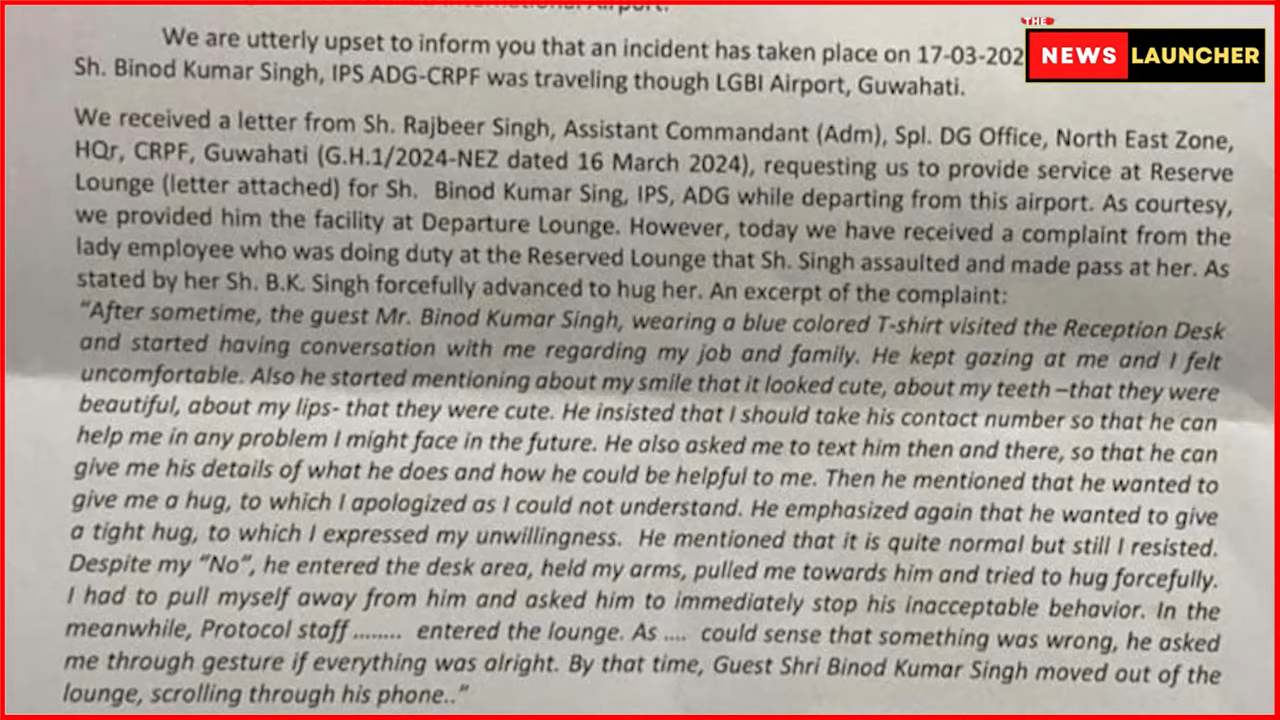 International Airport.
THE
NEWS LAUNCHER
We are utterly upset to inform you that an incident has taken place on 17-03-202
Sh. Binod Kumar Singh, IPS ADG-CRPF was traveling though LGBI Airport, Guwahati.
We received a letter from Sh. Rajbeer Singh, Assistant Commandant (Adm), Spl. DG Office, North East Zone,
HQr, CRPF, Guwahati (G.H.1/2024-NEZ dated 16 March 2024), requesting us to provide service at Reserve
Lounge (letter attached) for Sh. Binod Kumar Sing, IPS, ADG while departing from this airport. As courtesy,
we provided him the facility at Departure Lounge. However, today we have received a complaint from the
lady employee who was doing duty at the Reserved Lounge that Sh. Singh assaulted and made pass at her. As
stated by her Sh. B.K. Singh forcefully advanced to hug her. An excerpt of the complaint:
“After sometime, the guest Mr. Binod Kumar Singh, wearing a blue colored T-shirt visited the Reception Desk
and started having conversation with me regarding my job and family. He kept gazing at me and I felt
uncomfortable. Also he started mentioning about my smile that it looked cute, about my teeth –that they were
beautiful, about my lips- that they were cute. He insisted that I should take his contact number so that he can
help me in any problem I might face in the future. He also asked me to text him then and there, so that he can
give me his details of what he does and how he could be helpful to me. Then he mentioned that he wanted to
give me a hug, to which I apologized as I could not understand. He emphasized again that he wanted to give
a tight hug, to which I expressed my unwillingness. He mentioned that it is quite normal but still I resisted.
Despite my “No”, he entered the desk area, held my arms, pulled me towards him and tried to hug forcefully.
I had to pull myself away from him and asked him to immediately stop his inacceptable behavior. In the
meanwhile, Protocol staff ........ entered the lounge. As .... could sense that something was wrong, he asked
me through gesture if everything was alright. By that time, Guest Shri Binod Kumar Singh moved out of the
lounge, scrolling through his phone..”